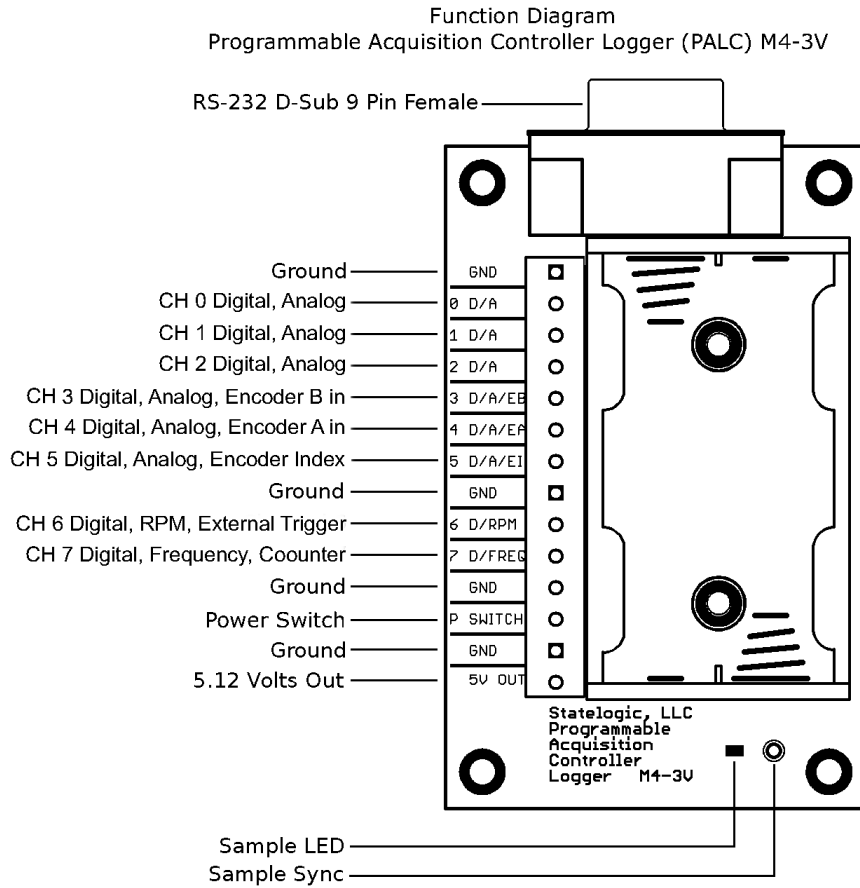 Function Diagram
Programmable Acquisition Controller Logger (PALC) M4-3V
RS-232 D-Sub 9 Pin Female
Ground GND
CH 0 Digital, Analog 0 D/A
CH 1 Digital, Analog 1 D/A
CH 2 Digital, Analog 2 D/A
CH 3 Digital, Analog, Encoder B in 3 D/A/EB
CH 4 Digital, Analog, Encoder A in 4 D/A/EA
CH 5 Digital, Analog, Encoder Index 5 D/A/EI
Ground GND
CH 6 Digital, RPM, External Trigger 6 D/RPM
CH 7 Digital, Frequency, Coounter 7 D/FREQ
Ground GND
Power Switch P SWITCH
Ground GND
5.12 Volts Out 5V OUT
Statelogic, LLC
Programmable
Acquisition
Controller
Logger M4-3V
Sample LED
Sample Sync